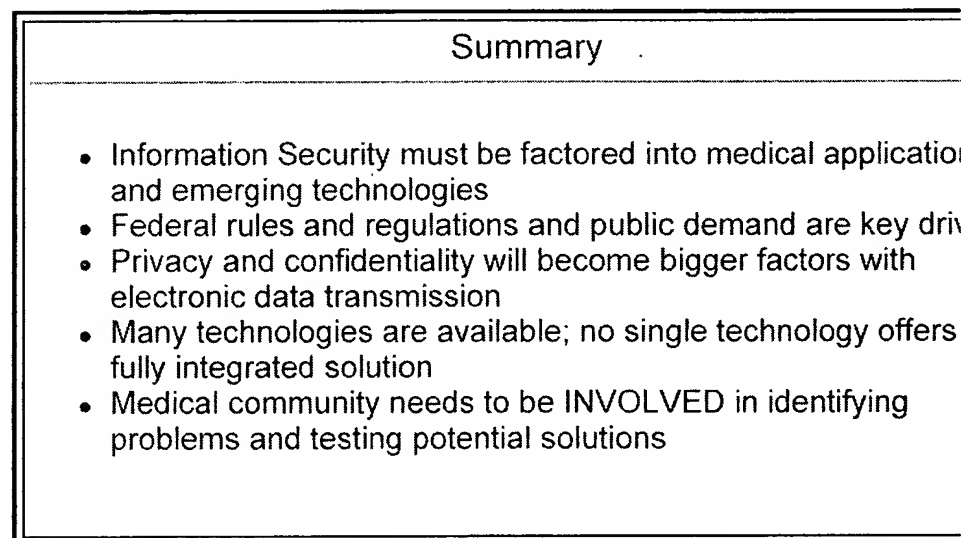 Summary
• Information Security must be factored into medical application
and emerging technologies
• Federal rules and regulations and public demand are key driv
• Privacy and confidentiality will become bigger factors with
electronic data transmission
• Many technologies are available; no single technology offers
fully integrated solution
• Medical community needs to be INVOLVED in identifying
problems and testing potential solutions